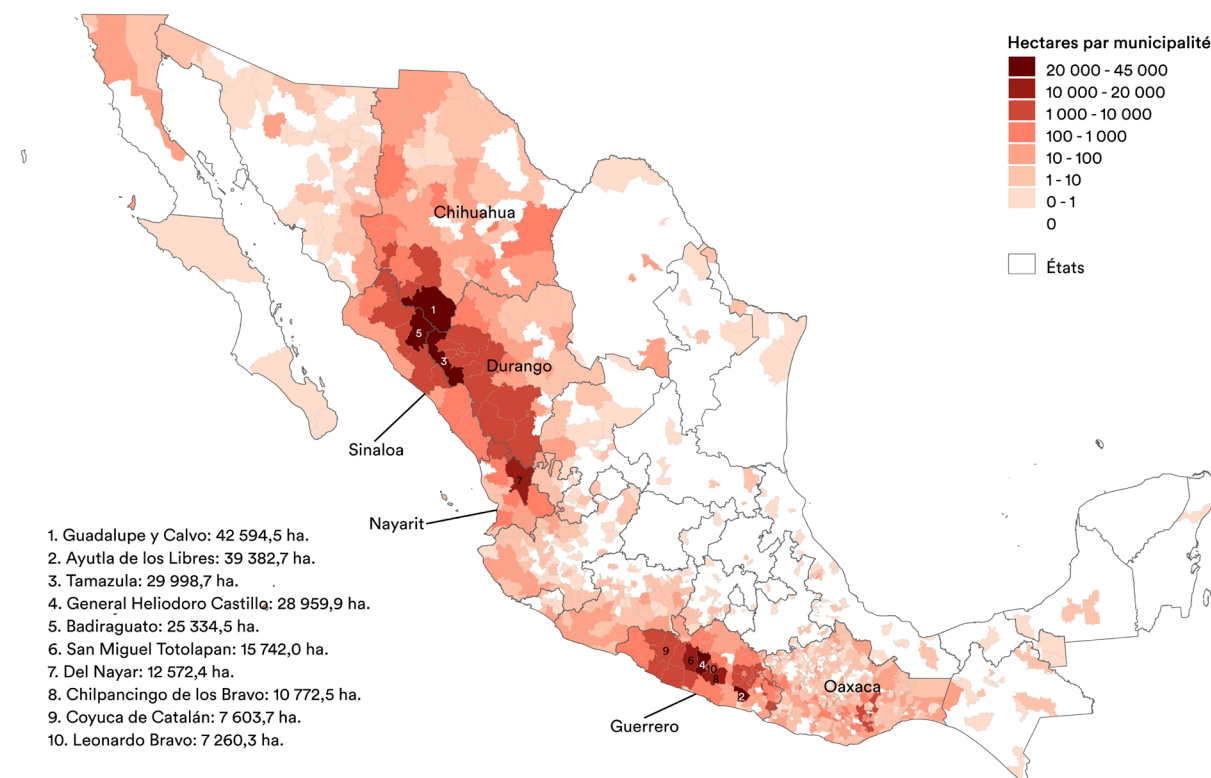 Hectares par municipalité
20 000 - 45 000
10 000 - 20 000
1 000 - 10 000
100 - 1 000
10 - 100
1 - 10
0 - 1
0
États
Chihuahua
1
5
3
Durango
Sinaloa
7
Nayarit
1. Guadalupe y Calvo: 42 594,5 ha.
2. Ayutla de los Libres: 39 382,7 ha.
3. Tamazula: 29 998,7 ha.
4. General Heliodoro Castillo: 28 959,9 ha.
5. Badiraguato: 25 334,5 ha.
6. San Miguel Totolapan: 15 742,0 ha.
7. Del Nayar: 12 572,4 ha.
8. Chilpancingo de los Bravo: 10 772,5 ha.
9. Coyuca de Catalán: 7 603,7 ha.
10. Leonardo Bravo: 7 260,3 ha.
9
6
4
10
8
2
Oaxaca
Guerrero